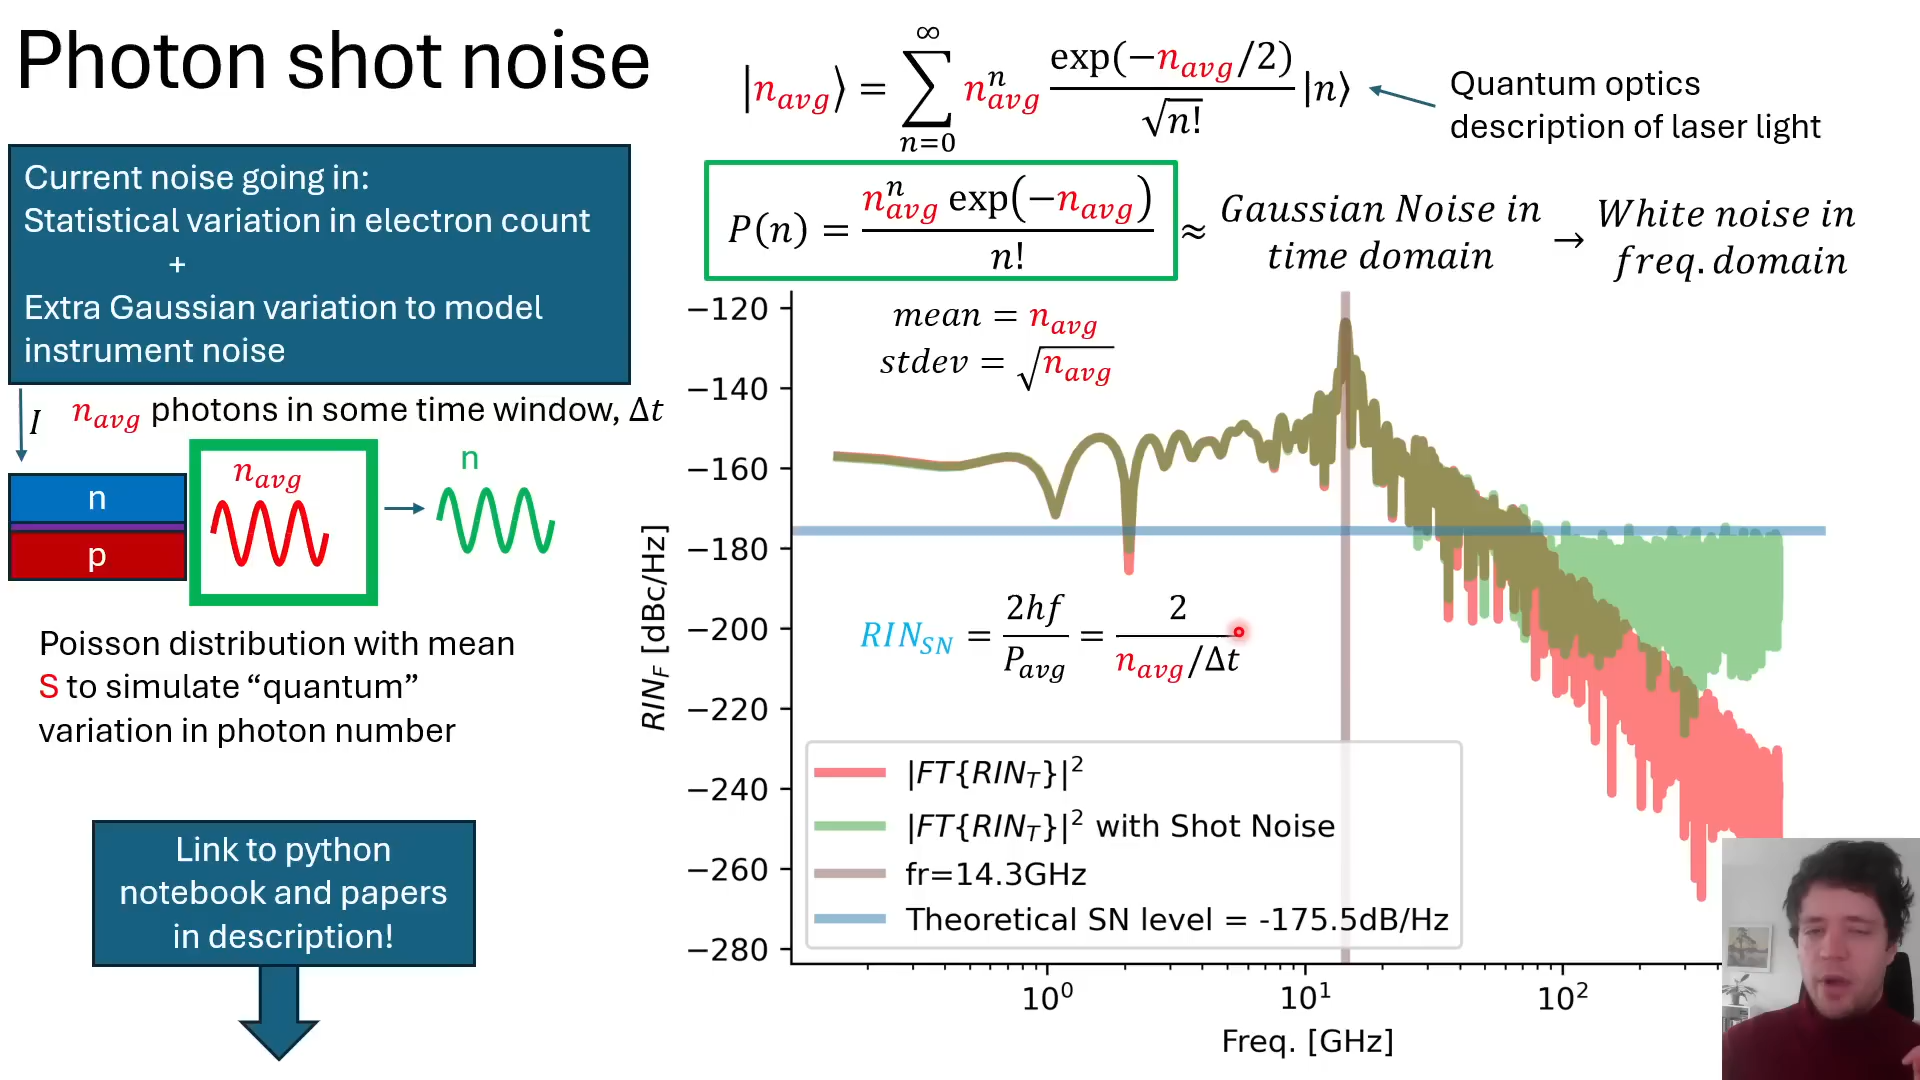 Photon shot noise
|n_avg⟩ = ∑_{n=0}^{∞} n_avg^n exp(−n_avg/2)/√n! |n⟩
Quantum optics
description of laser light
Current noise going in:
Statistical variation in electron count
+
Extra Gaussian variation to model
instrument noise
P(n) = n_avg^n exp(−n_avg)/n! ≈
Gaussian Noise in
time domain
→
White noise in
freq. domain
I
n_avg photons in some time window, Δt
n
p
n_avg
n
Poisson distribution with mean
S to simulate “quantum”
variation in photon number
Link to python
notebook and papers
in description!
mean = n_avg
stdev = √n_avg
RIN_SN = 2hf/P_avg = 2/(n_avg/Δt)
RIN_F [dBc/Hz]
−120
−140
−160
−180
−200
−220
−240
−260
−280
|FT{RIN_T}|²
|FT{RIN_T}|² with Shot Noise
fr=14.3GHz
Theoretical SN level = -175.5dB/Hz
10⁰
10¹
10²
Freq. [GHz]